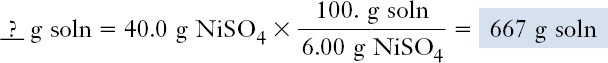 ? g soln = 40.0 g NiSO₄ × 100. g soln / 6.00 g NiSO₄ = 667 g soln